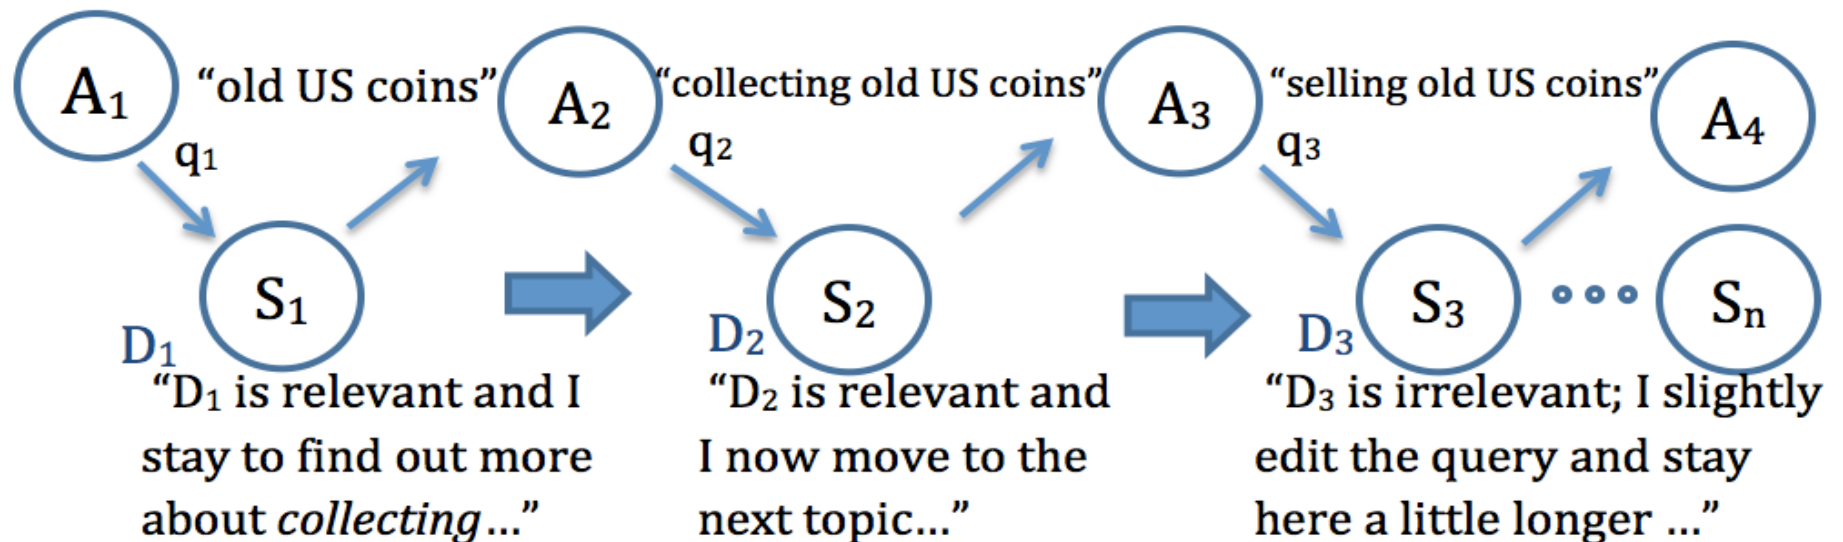 A₁ “old US coins” A₂ “collecting old US coins” A₃ “selling old US coins” A₄
q₁ q₂ q₃
S₁ S₂ S₃ Sₙ
D₁ D₂ D₃
“D₁ is relevant and I
stay to find out more
about collecting…”
“D₂ is relevant and
I now move to the
next topic…”
“D₃ is irrelevant; I slightly
edit the query and stay
here a little longer …”